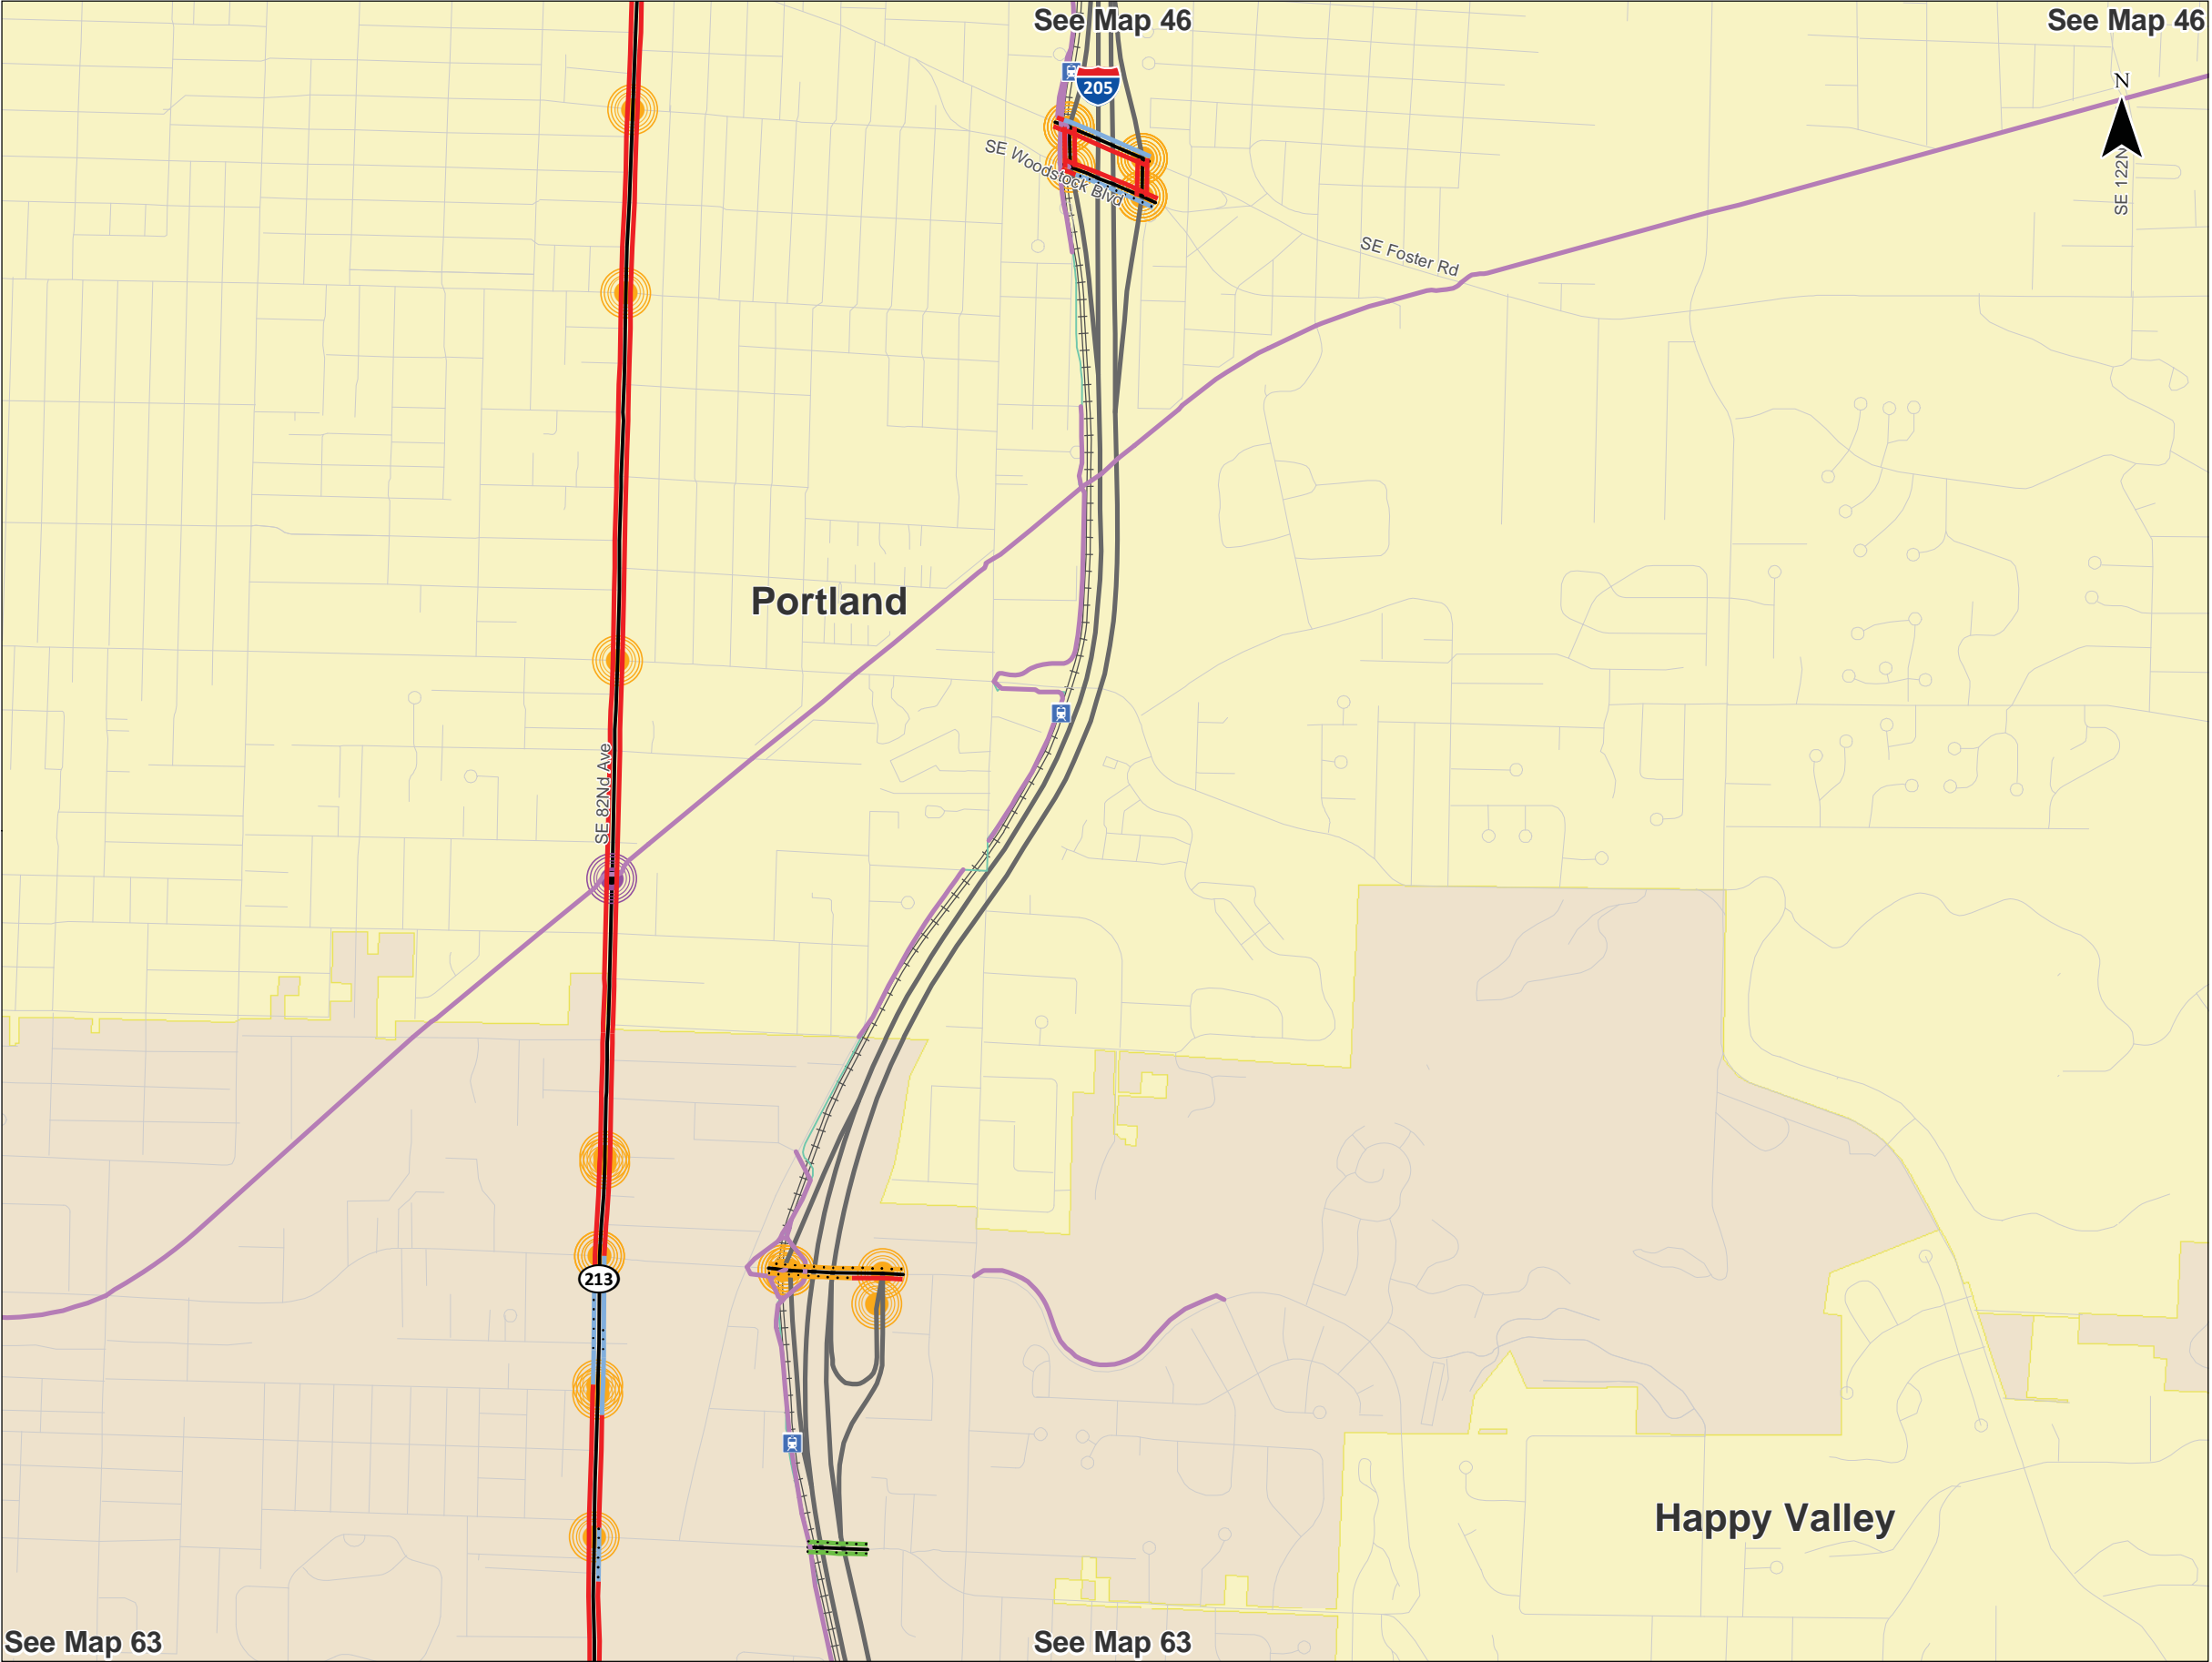 See Map 46
See Map 46
205
N
SE Woodstock Blvd
SE 122N
SE Foster Rd
Portland
SE 82Nd Ave
213
Happy Valley
See Map 63
See Map 63